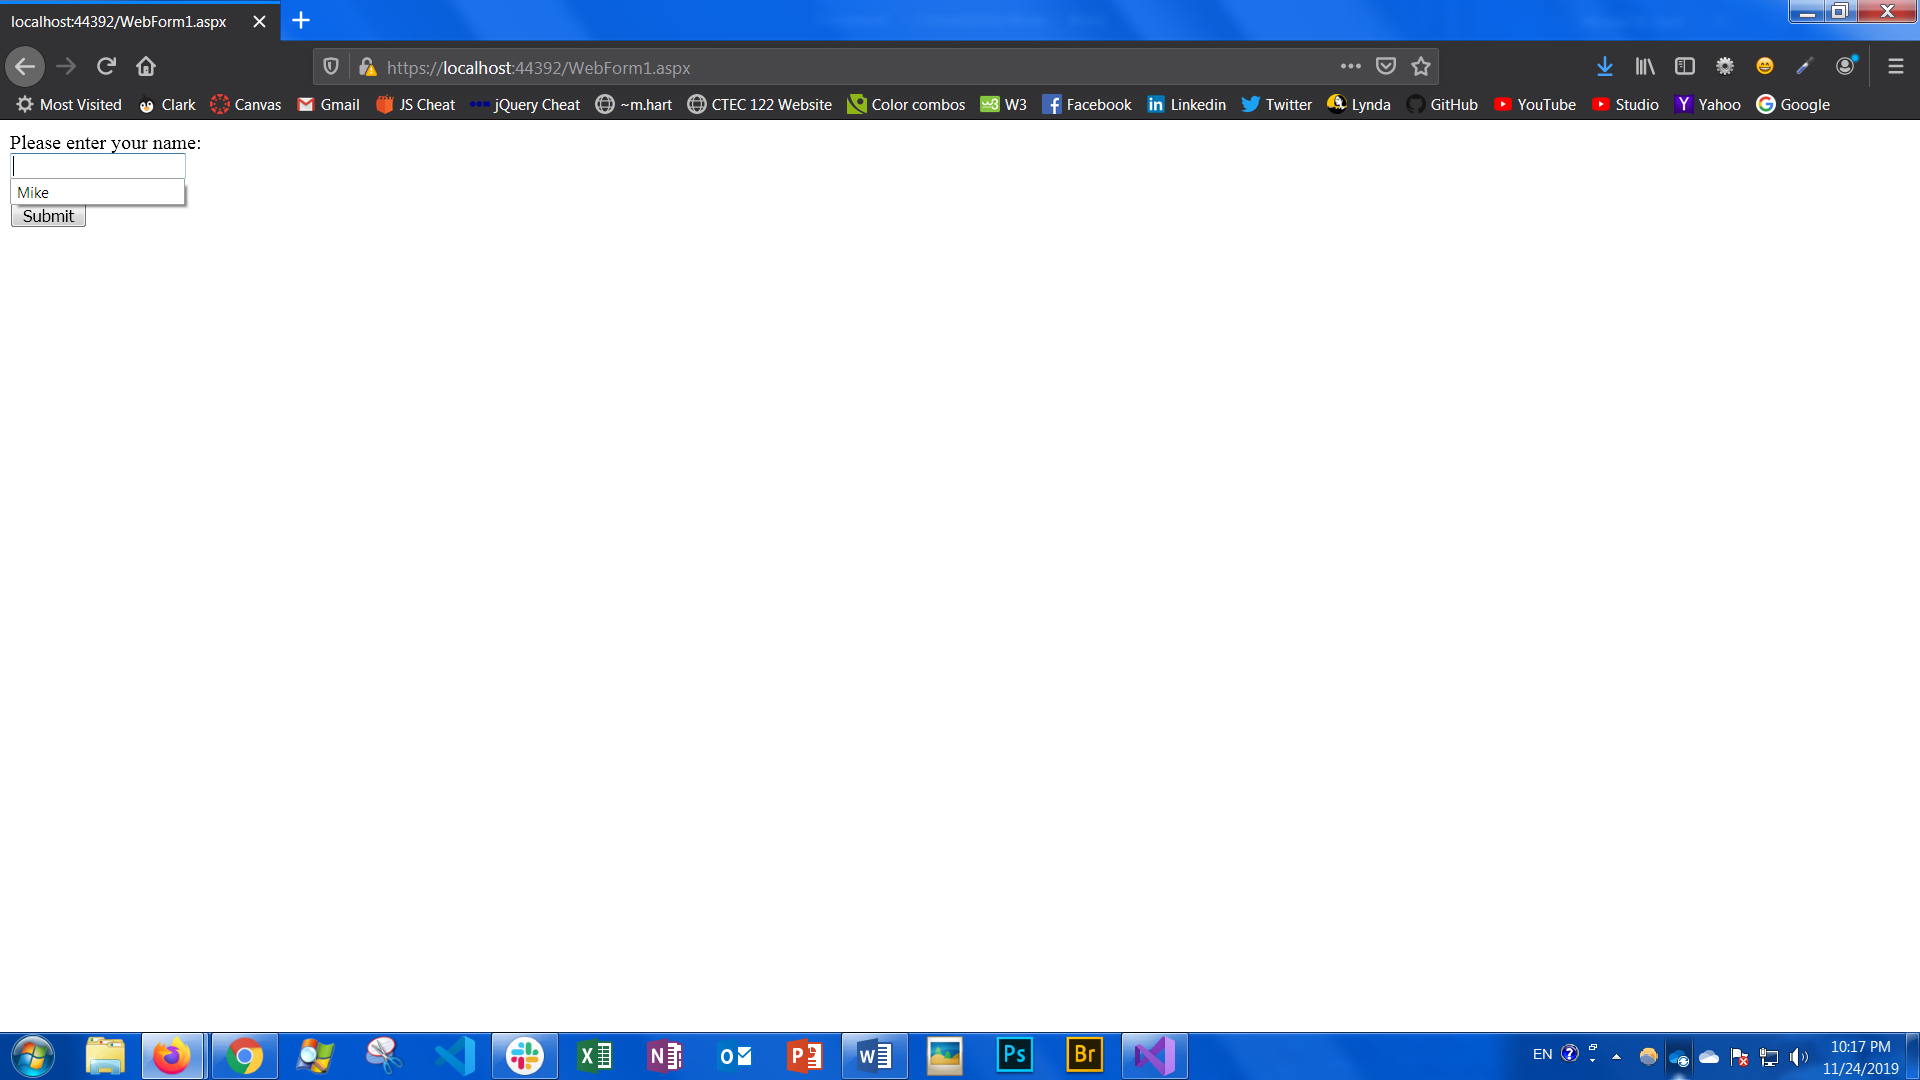 localhost:44392/WebForm1.aspx
https://localhost:44392/WebForm1.aspx
Most Visited Clark Canvas Gmail JS Cheat jQuery Cheat ~m.hart CTEC 122 Website Color combos W3 Facebook Linkedin Twitter Lynda GitHub YouTube Studio Yahoo Google
Please enter your name:
Mike
Submit
EN
10:17 PM
11/24/2019